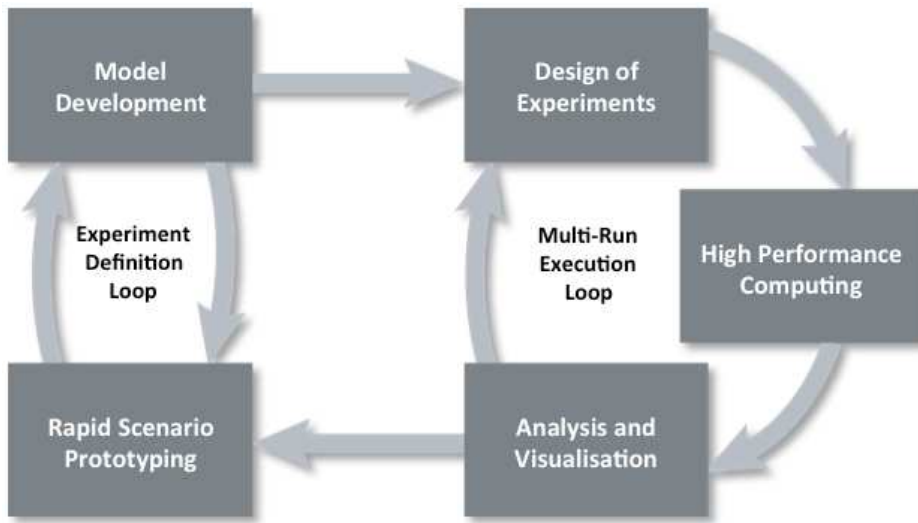 Model
Development
Design of
Experiments
Experiment
Definition
Loop
Multi-Run
Execution
Loop
High Performance
Computing
Rapid Scenario
Prototyping
Analysis and
Visualisation